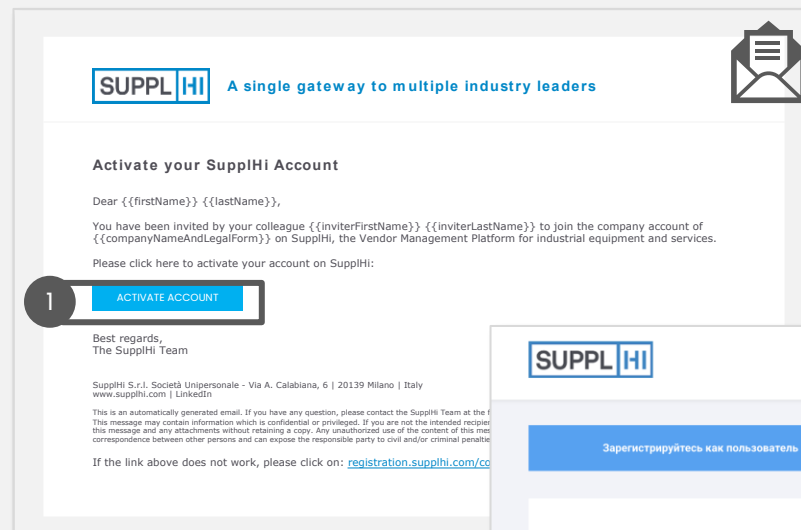 SUPPL HI A single gateway to multiple industry leaders
Activate your SupplHi Account
Dear {{firstName}} {{lastName}},
You have been invited by your colleague {{inviterFirstName}} {{inviterLastName}} to join the company account of
{{companyNameAndLegalForm}} on SupplHi, the Vendor Management Platform for industrial equipment and services.
Please click here to activate your account on SupplHi:
1 ACTIVATE ACCOUNT
Best regards,
The SupplHi Team
SupplHi S.r.l. Società Unipersonale - Via A. Calabiana, 6 | 20139 Milano | Italy
www.supplhi.com | LinkedIn
This is an automatically generated email. If you have any question, please contact the SupplHi Team at the
This message may contain information which is confidential or privileged. If you are not the intended
this message and any attachments without retaining a copy. Any unauthorized use of the content of this
correspondence between other persons and can expose the responsible party to civil and/or criminal
If the link above does not work, please click on: registration.supplhi.com/co
SUPPL HI
Зарегистрируйтесь как пользователь